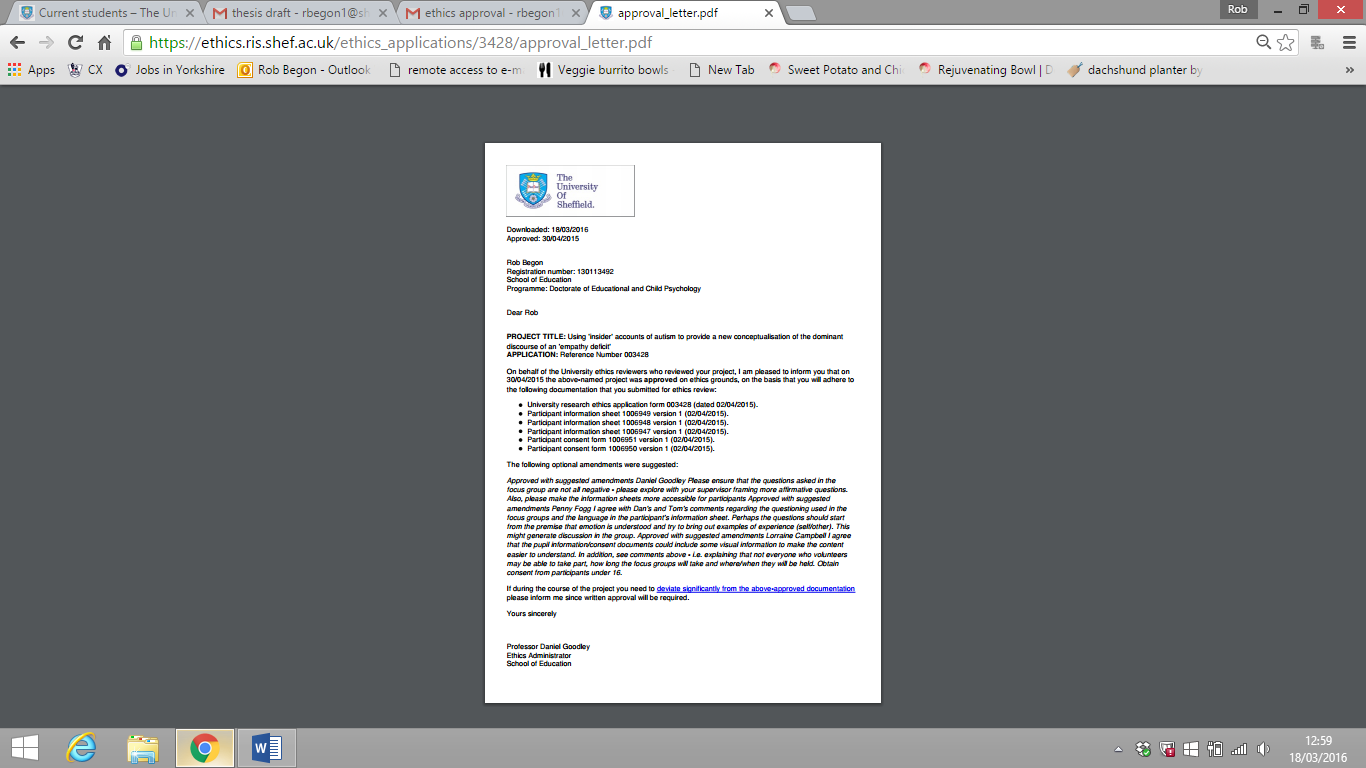 Current students – The Un
thesis draft - rbegon1@sh
ethics approval - rbegon1
approval_letter.pdf
Rob
https://ethics.ris.shef.ac.uk/ethics_applications/3428/approval_letter.pdf
Apps
CX
Jobs in Yorkshire
Rob Begon - Outlook
remote access to e-m
Veggie burrito bowls
New Tab
Sweet Potato and Chi
Rejuvenating Bowl | D
dachshund planter by
»
The
University
Of
Sheffield.
Downloaded: 18/03/2016
Approved: 30/04/2015
Rob Begon
Registration number: 130113492
School of Education
Programme: Doctorate of Educational and Child Psychology
Dear Rob
PROJECT TITLE: Using 'insider' accounts of autism to provide a new conceptualisation of the dominant
discourse of an 'empathy deficit'
APPLICATION: Reference Number 003428
On behalf of the University ethics reviewers who reviewed your project, I am pleased to inform you that on
30/04/2015 the above-named project was approved on ethics grounds, on the basis that you will adhere to
the following documentation that you submitted for ethics review:
● University research ethics application form 003428 (dated 02/04/2015).
● Participant information sheet 1006949 version 1 (02/04/2015).
● Participant information sheet 1006948 version 1 (02/04/2015).
● Participant information sheet 1006947 version 1 (02/04/2015).
● Participant consent form 1006951 version 1 (02/04/2015).
● Participant consent form 1006950 version 1 (02/04/2015).
The following optional amendments were suggested:
Approved with suggested amendments Daniel Goodley Please ensure that the questions asked in the
focus group are not all negative - please explore with your supervisor framing more affirmative questions.
Also, please make the information sheets more accessible for participants Approved with suggested
amendments Penny Fogg I agree with Dan's and Tom's comments regarding the questioning used in the
focus groups and the language in the participant's information sheet. Perhaps the questions should start
from the premise that emotion is understood and try to bring out examples of experience (self/other). This
might generate discussion in the group. Approved with suggested amendments Lorraine Campbell I agree
that the pupil information/consent documents could include some visual information to make the content
easier to understand. In addition, see comments above - i.e. explaining that not everyone who volunteers
may be able to take part, how long the focus groups will take and where/when they will be held. Obtain
consent from participants under 16.
If during the course of the project you need to deviate significantly from the above-approved documentation
please inform me since written approval will be required.
Yours sincerely
Professor Daniel Goodley
Ethics Administrator
School of Education
12:59
18/03/2016